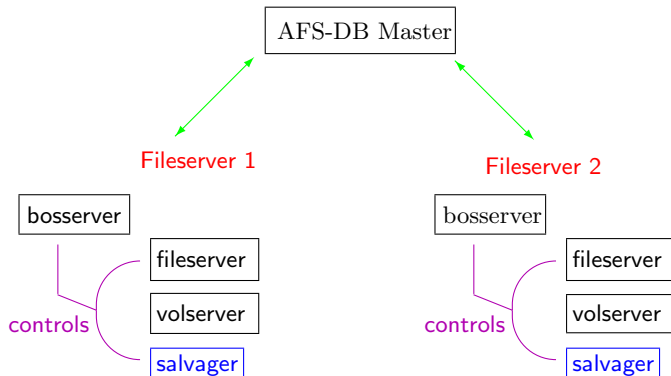 AFS-DB Master
Fileserver 1
Fileserver 2
bosserver
bosserver
fileserver
fileserver
volserver
volserver
controls
controls
salvager
salvager